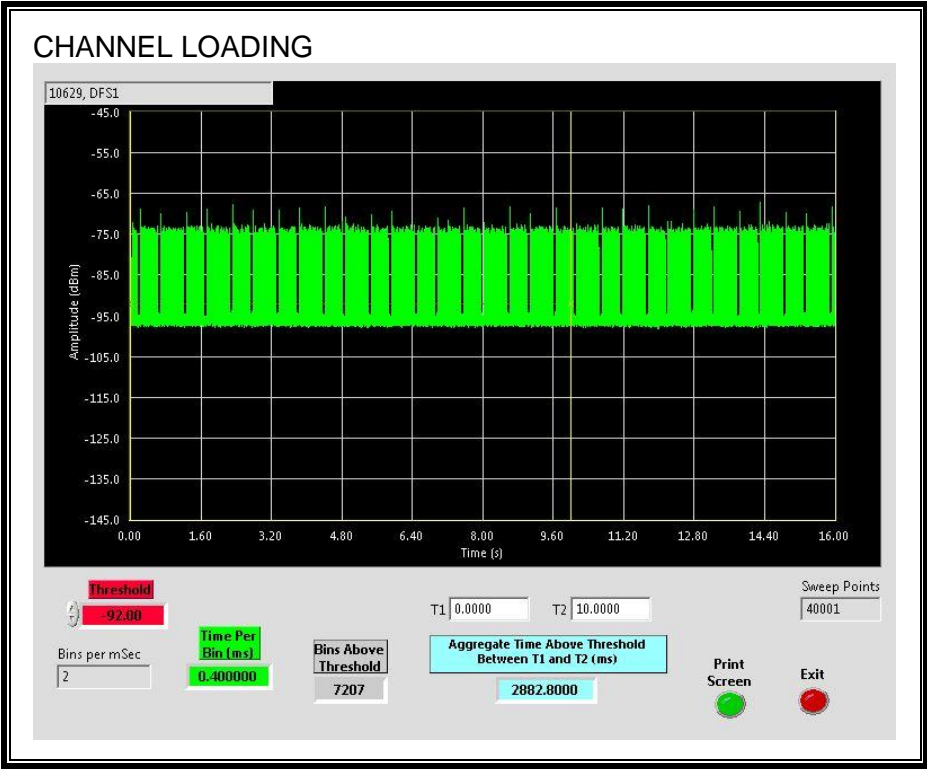 CHANNEL LOADING
10629, DFS1
-45.0
-55.0
-65.0
-75.0
-85.0
-95.0
-105.0
-115.0
-125.0
-135.0
-145.0
Amplitude (dBm)
0.00 1.60 3.20 4.80 6.40 8.00 9.60 11.20 12.80 14.40 16.00
Time (s)
Threshold
-92.00
Bins per mSec
2
Time Per
Bin (ms)
0.400000
Bins Above
Threshold
7207
T1 0.0000 T2 10.0000
Aggregate Time Above Threshold
Between T1 and T2 (ms)
2882.8000
Sweep Points
40001
Print
Screen
Exit